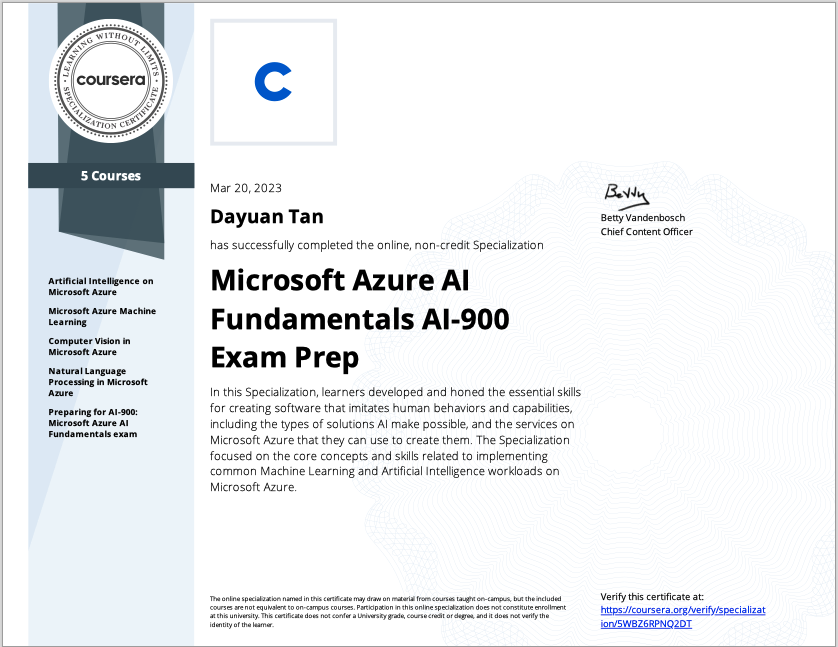 LEARNING WITHOUT LIMITS
coursera
SPECIALIZATION CERTIFICATE
5 Courses
Artificial Intelligence on
Microsoft Azure
Microsoft Azure Machine
Learning
Computer Vision in
Microsoft Azure
Natural Language
Processing in Microsoft
Azure
Preparing for AI-900:
Microsoft Azure AI
Fundamentals exam
C
Mar 20, 2023
Dayuan Tan
has successfully completed the online, non-credit Specialization
Microsoft Azure AI
Fundamentals AI-900
Exam Prep
In this Specialization, learners developed and honed the essential skills
for creating software that imitates human behaviors and capabilities,
including the types of solutions AI make possible, and the services on
Microsoft Azure that they can use to create them. The Specialization
focused on the core concepts and skills related to implementing
common Machine Learning and Artificial Intelligence workloads on
Microsoft Azure.
Betty
Betty Vandenbosch
Chief Content Officer
The online specialization named in this certificate may draw on material from courses taught on-campus, but the included
courses are not equivalent to on-campus courses. Participation in this online specialization does not constitute enrollment
at this university. This certificate does not confer a University grade, course credit or degree, and it does not verify the
identity of the learner.
Verify this certificate at:
https://coursera.org/verify/specializat
ion/5WBZ6RPNQ2DT